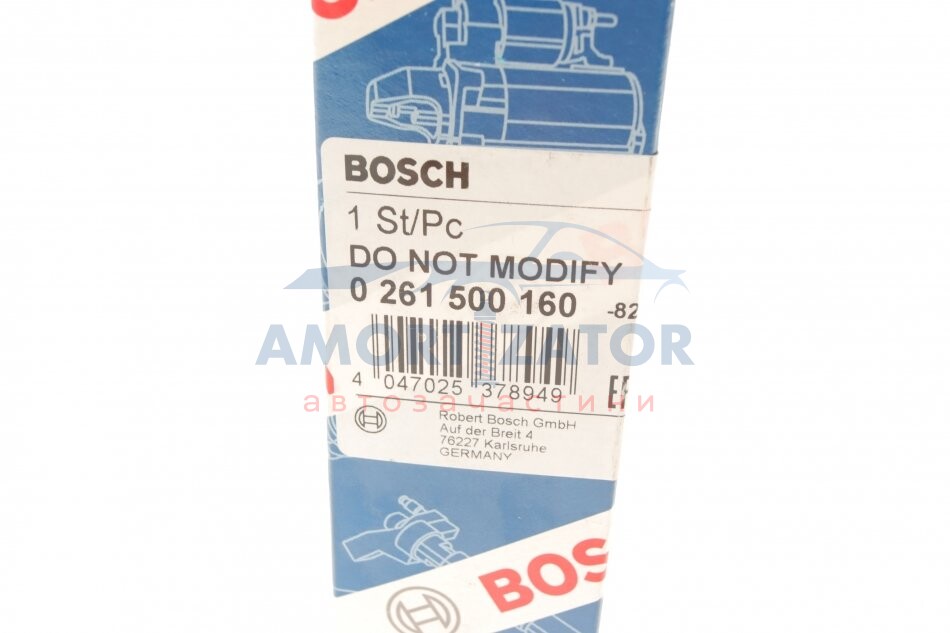 BOSCH
1 St/Pc
DO NOT MODIFY
0 261 500 160 -82
AMORTIZATOR
4 047025 378949
автозапчастини
Robert Bosch GmbH
Auf der Breit 4
76227 Karlsruhe
GERMANY
BOS